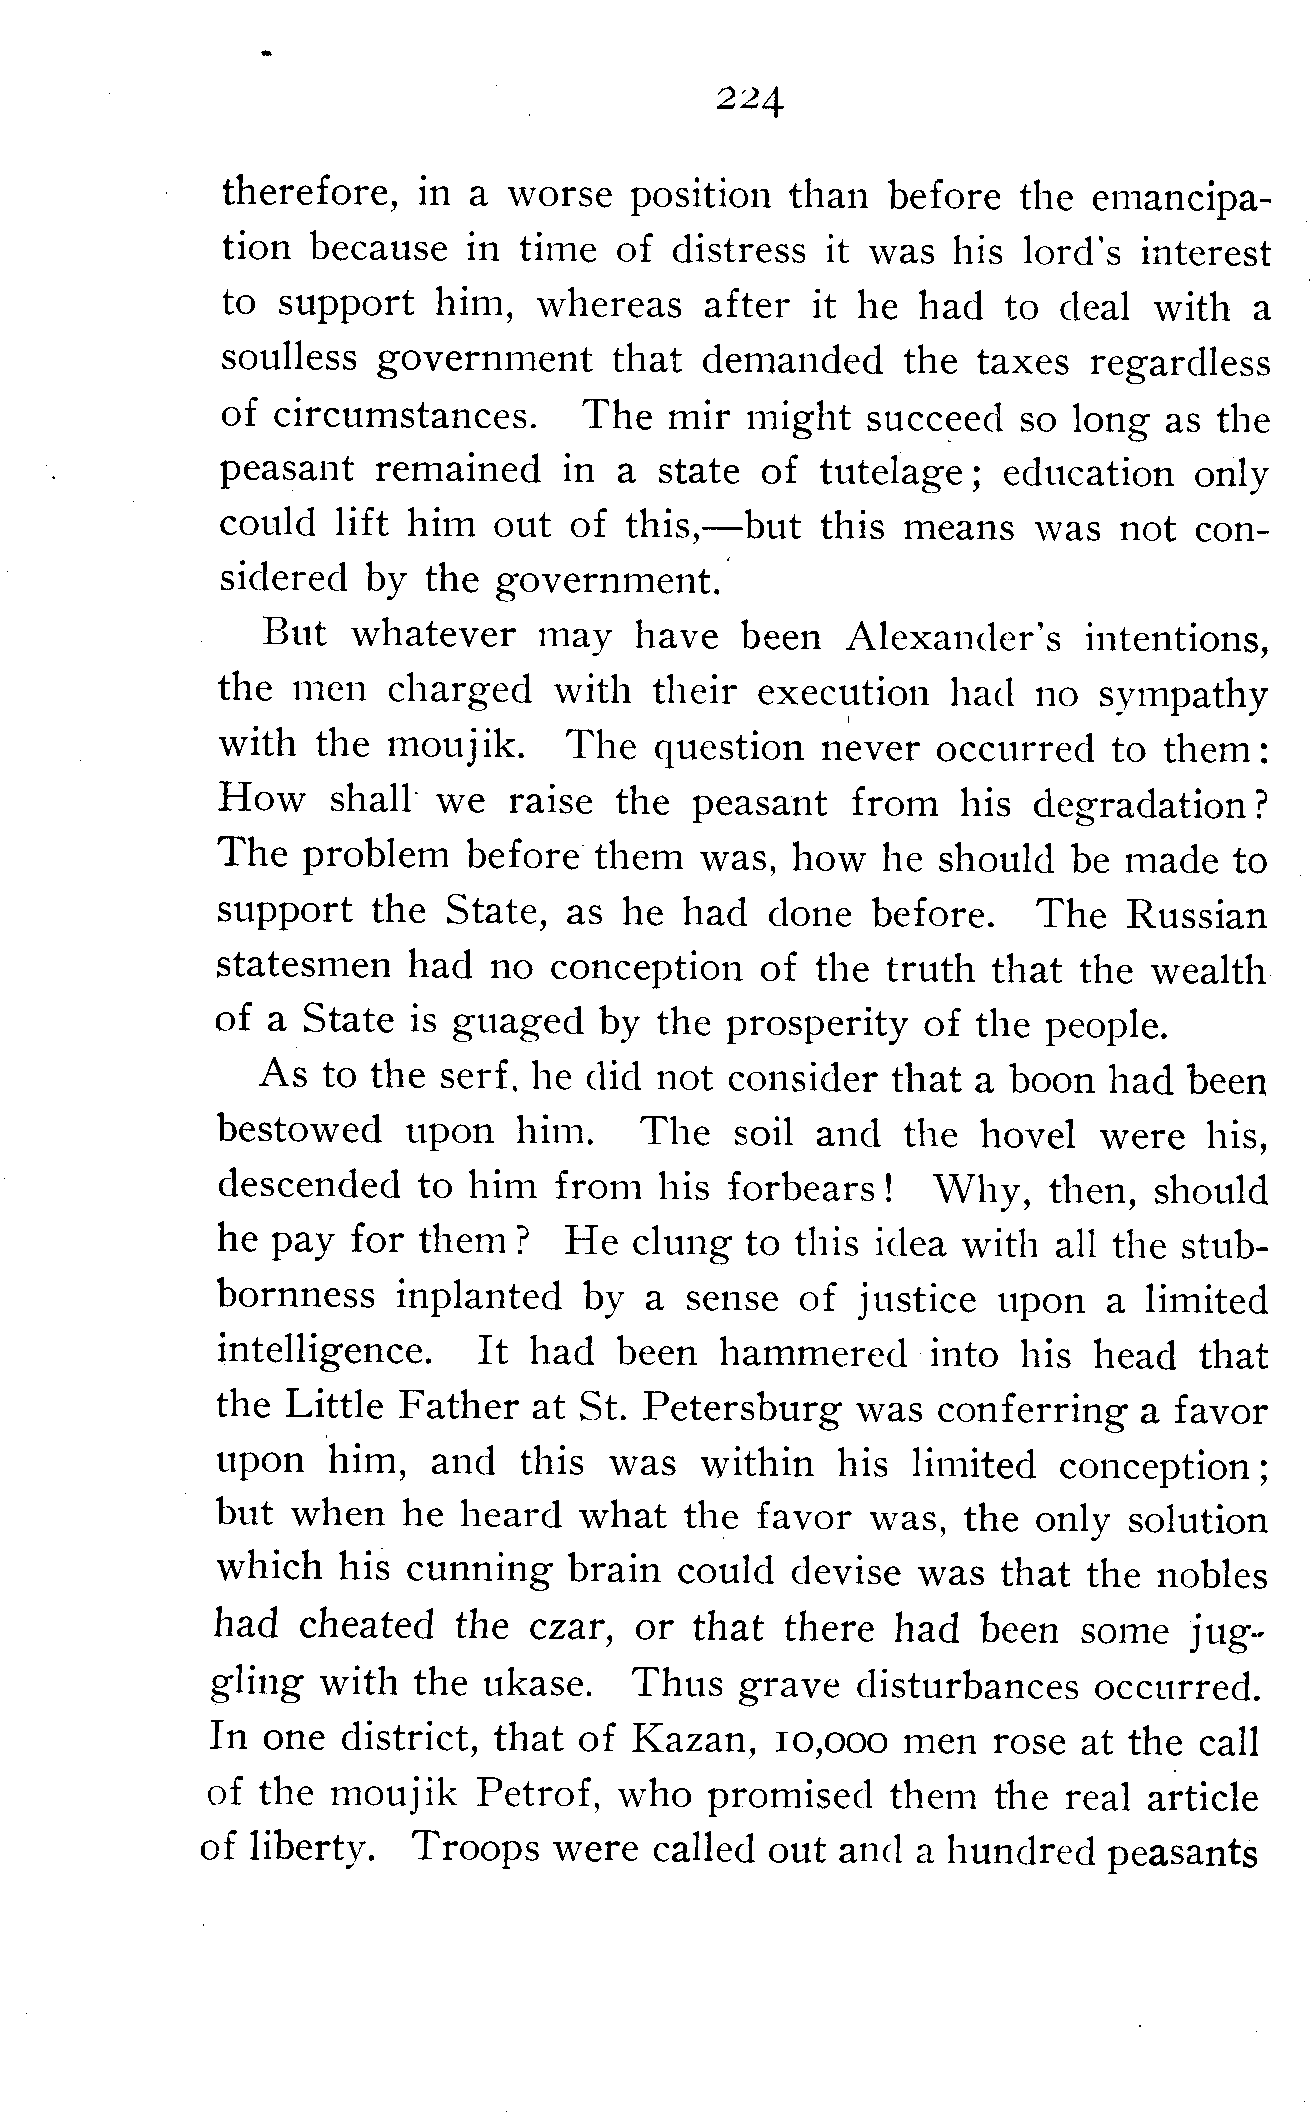 224
therefore, in a worse position than before the emancipa-
tion because in time of distress it was his lord's interest
to support him, whereas after it he had to deal with a
soulless government that demanded the taxes regardless
of circumstances. The mir might succeed so long as the
peasant remained in a state of tutelage; education only
could lift him out of this,—but this means was not con-
sidered by the government.
But whatever may have been Alexander's intentions,
the men charged with their execution had no sympathy
with the moujik. The question never occurred to them:
How shall we raise the peasant from his degradation?
The problem before them was, how he should be made to
support the State, as he had done before. The Russian
statesmen had no conception of the truth that the wealth
of a State is guaged by the prosperity of the people.
As to the serf. he did not consider that a boon had been
bestowed upon him. The soil and the hovel were his,
descended to him from his forbears! Why, then, should
he pay for them? He clung to this idea with all the stub-
bornness inplanted by a sense of justice upon a limited
intelligence. It had been hammered into his head that
the Little Father at St. Petersburg was conferring a favor
upon him, and this was within his limited conception;
but when he heard what the favor was, the only solution
which his cunning brain could devise was that the nobles
had cheated the czar, or that there had been some jug-
gling with the ukase. Thus grave disturbances occurred.
In one district, that of Kazan, 10,000 men rose at the call
of the moujik Petrof, who promised them the real article
of liberty. Troops were called out and a hundred peasants